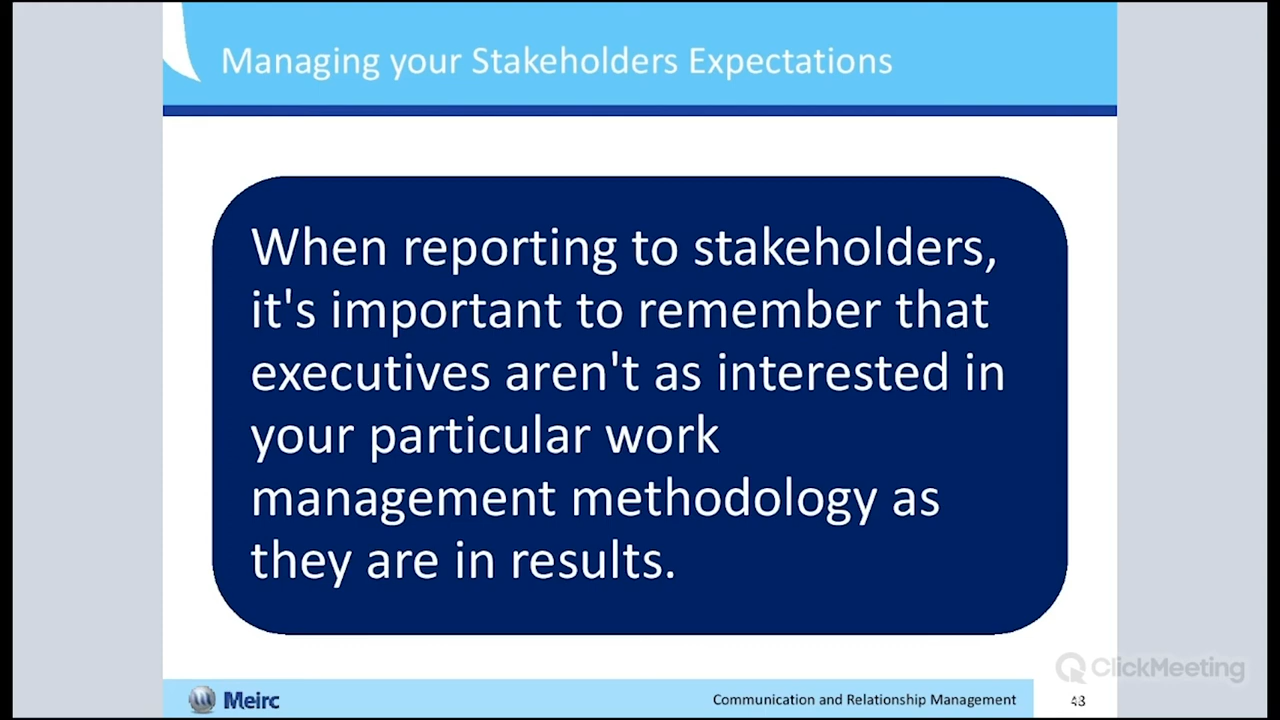 Managing your Stakeholders Expectations
When reporting to stakeholders,
it's important to remember that
executives aren't as interested in
your particular work
management methodology as
they are in results.
ClickMeeting
Meirc
Communication and Relationship Management
43